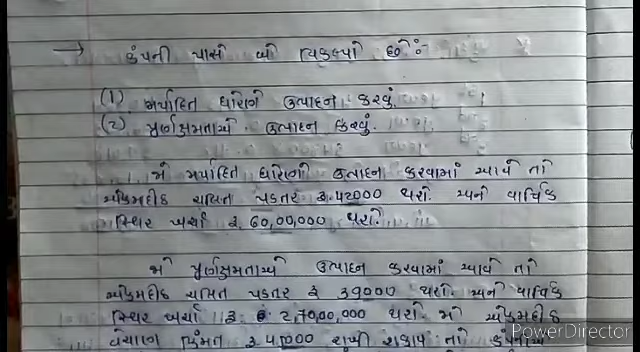 → કંપની પાસે બે વિકલ્પો છેઃ
(1) મર્યાદિત ધોરણે ઉત્પાદન કરવું.
(2) પૂર્ણક્ષમતાએ ઉત્પાદન કરવું.
જો મર્યાદિત ધોરણે ઉત્પાદન કરવામાં આવે તો
એકમદીઠ ચલિત પડતર રૂ. 42000 થશે. અને વાર્ષિક
સ્થિર ખર્ચા રૂ. 60,00,000 થશે.
જો પૂર્ણક્ષમતાએ ઉત્પાદન કરવામાં આવે તો
એકમદીઠ ચલિત પડતર રૂ 39000 થશે. અને વાર્ષિક
સ્થિર ખર્ચા રૂ. 2,70,00,000 થશે. જો એકમદીઠ
વેચાણ કિંમત રૂ. રાખી શકાય તો કંપનીએ
PowerDirector